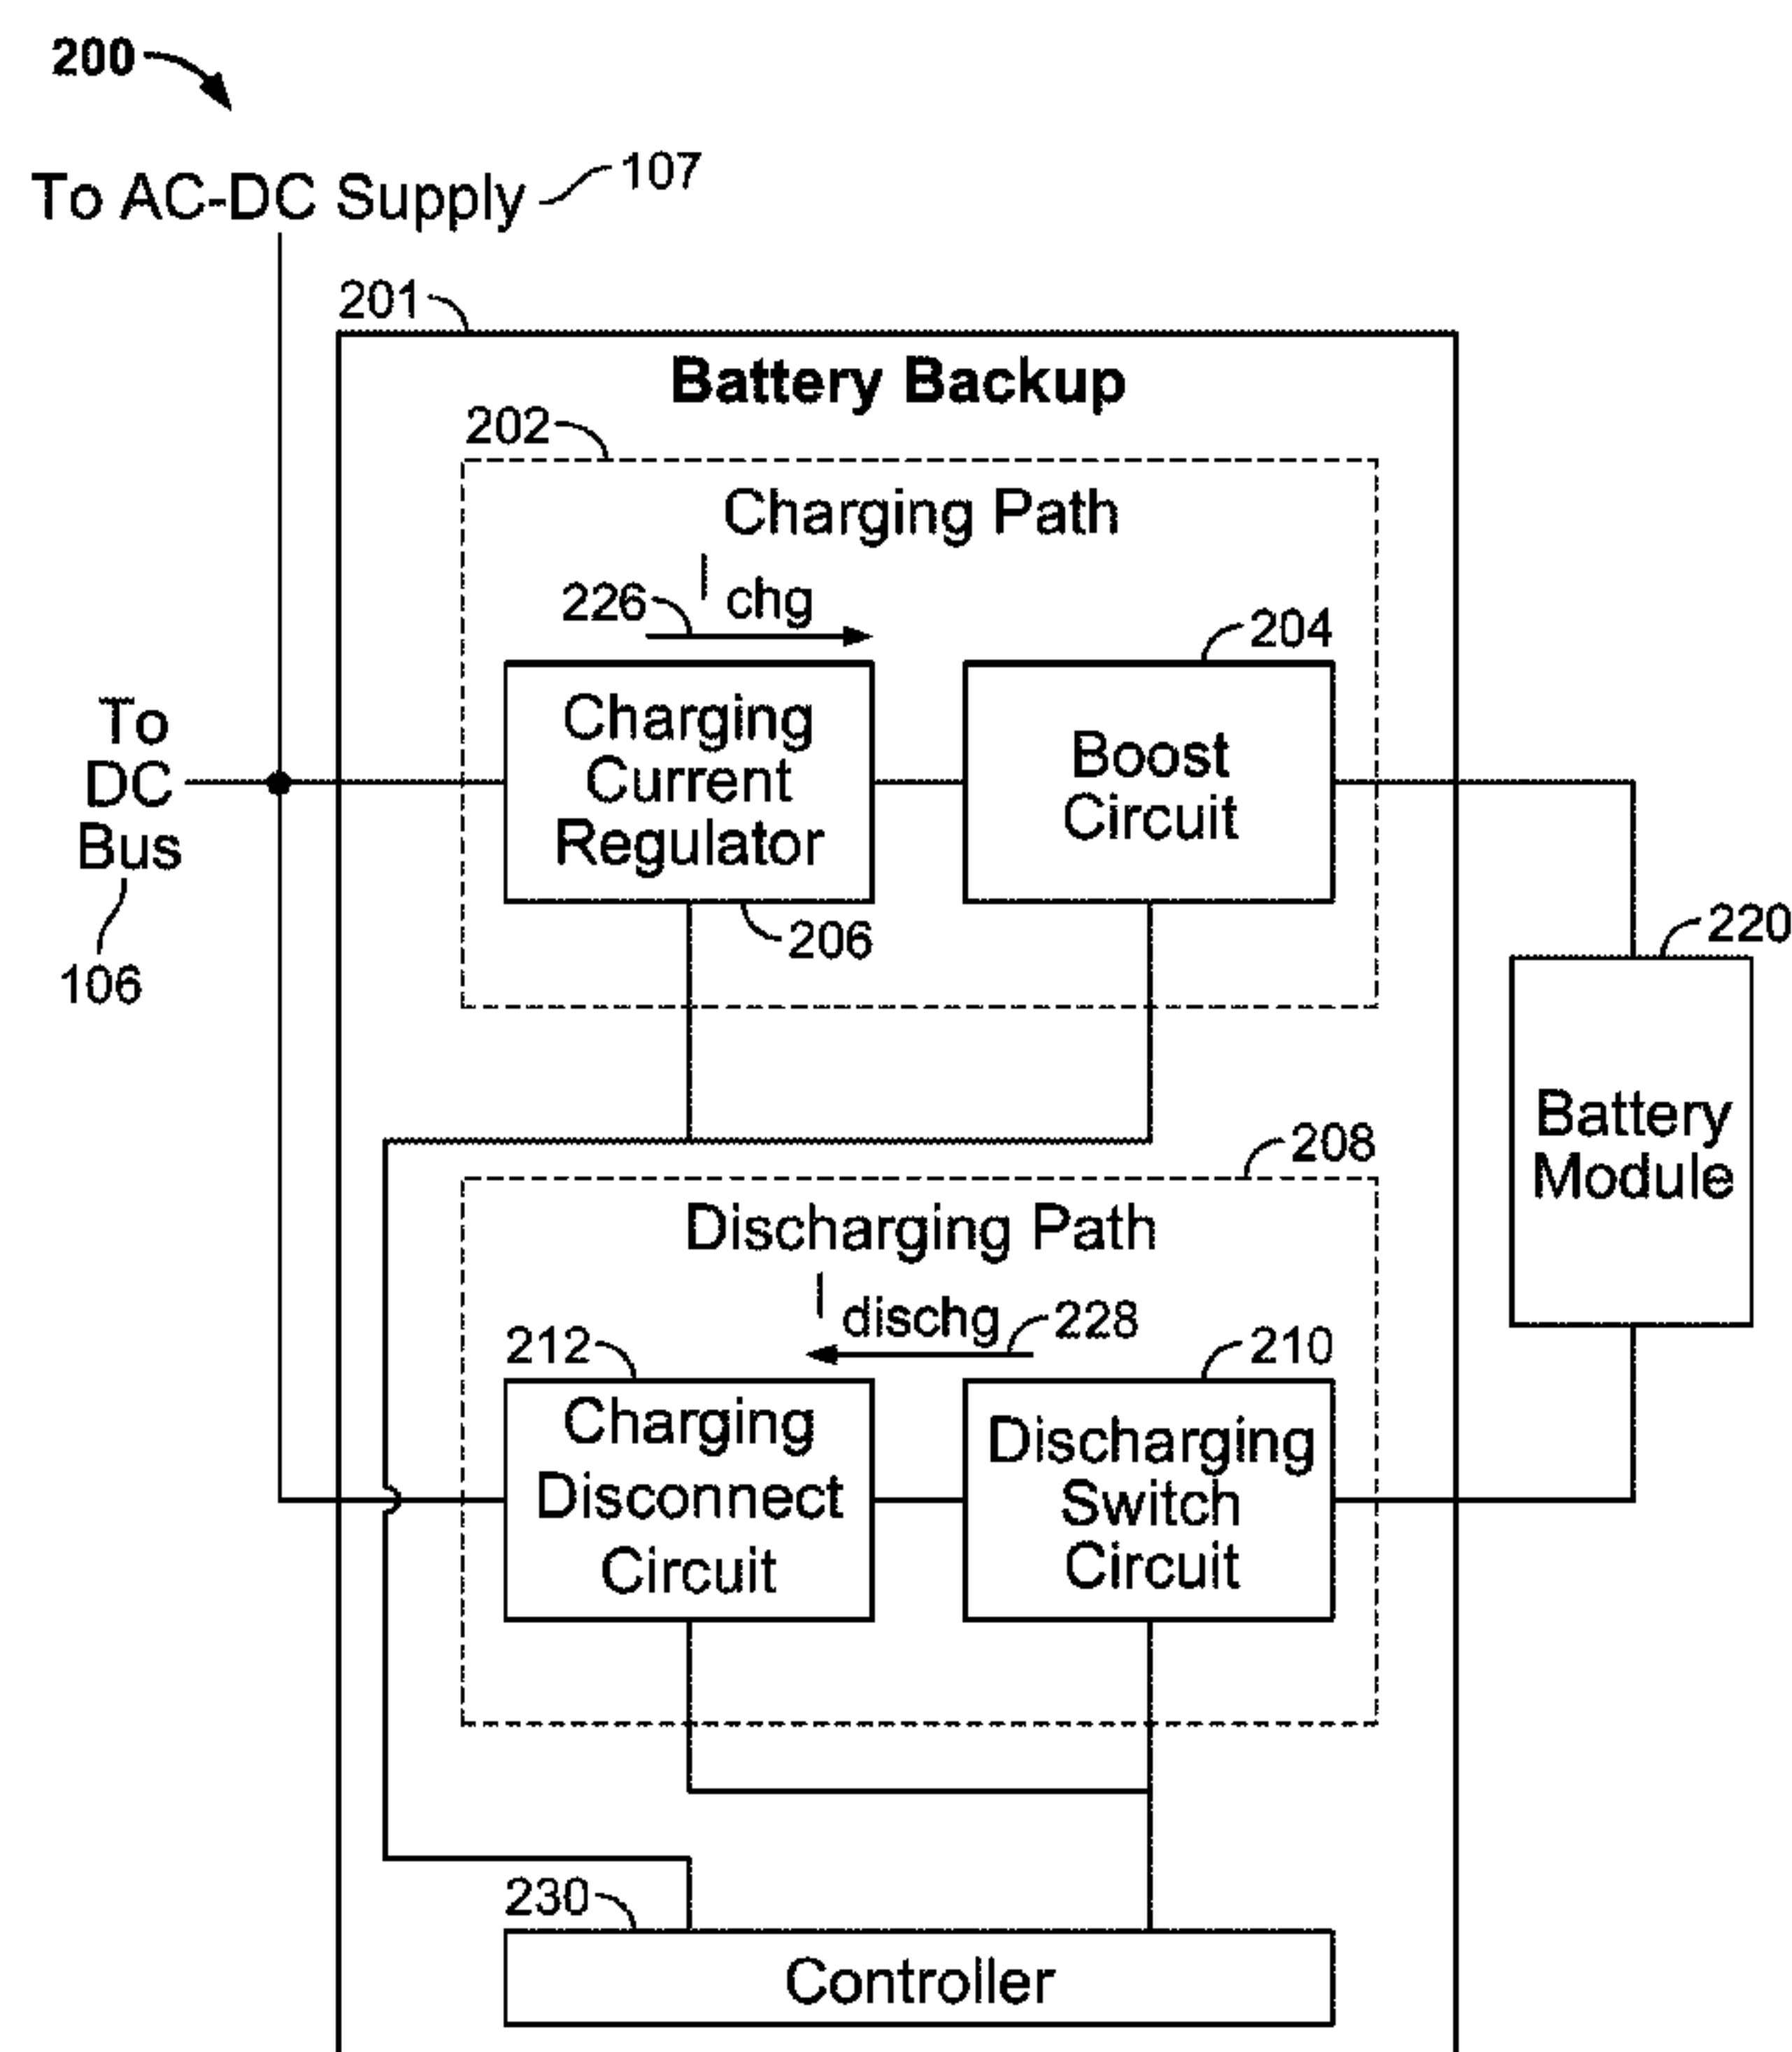 200
To AC-DC Supply 107
201
Battery Backup
202
Charging Path
I chg
226
204
To
DC
Bus
106
Charging
Current
Regulator
206
Boost
Circuit
220
Battery
Module
208
Discharging Path
I dischg
228
212
210
Charging
Disconnect
Circuit
Discharging
Switch
Circuit
230
Controller